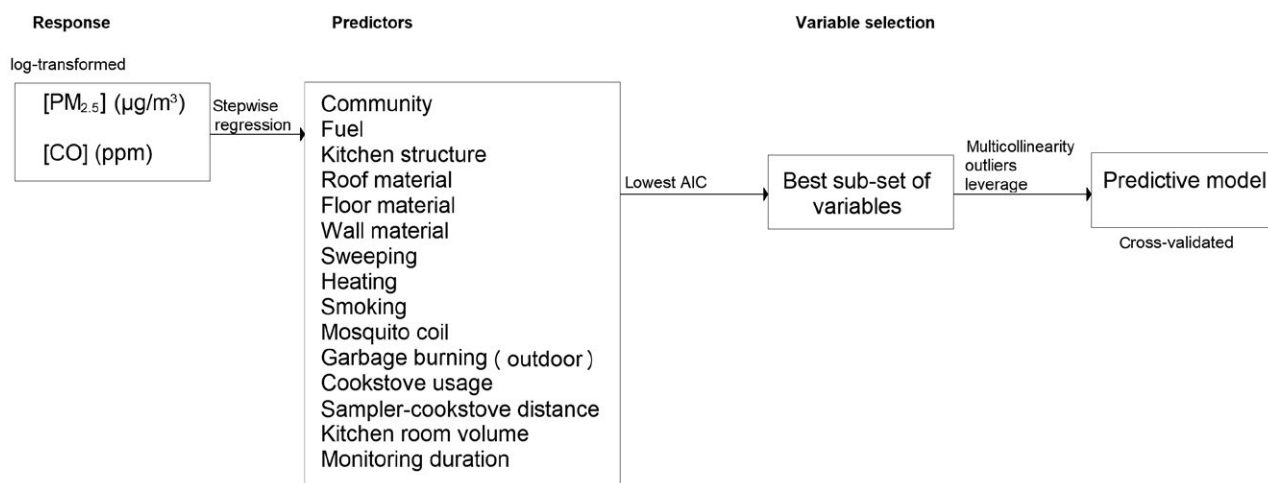 Response
Predictors
Variable selection
log-transformed
[PM2.5] (µg/m³)
[CO] (ppm)
Stepwise
regression
Community
Fuel
Kitchen structure
Roof material
Floor material
Wall material
Sweeping
Heating
Smoking
Mosquito coil
Garbage burning ( outdoor )
Cookstove usage
Sampler-cookstove distance
Kitchen room volume
Monitoring duration
Lowest AIC
Best sub-set of
variables
Multicollinearity
outliers
leverage
Predictive model
Cross-validated